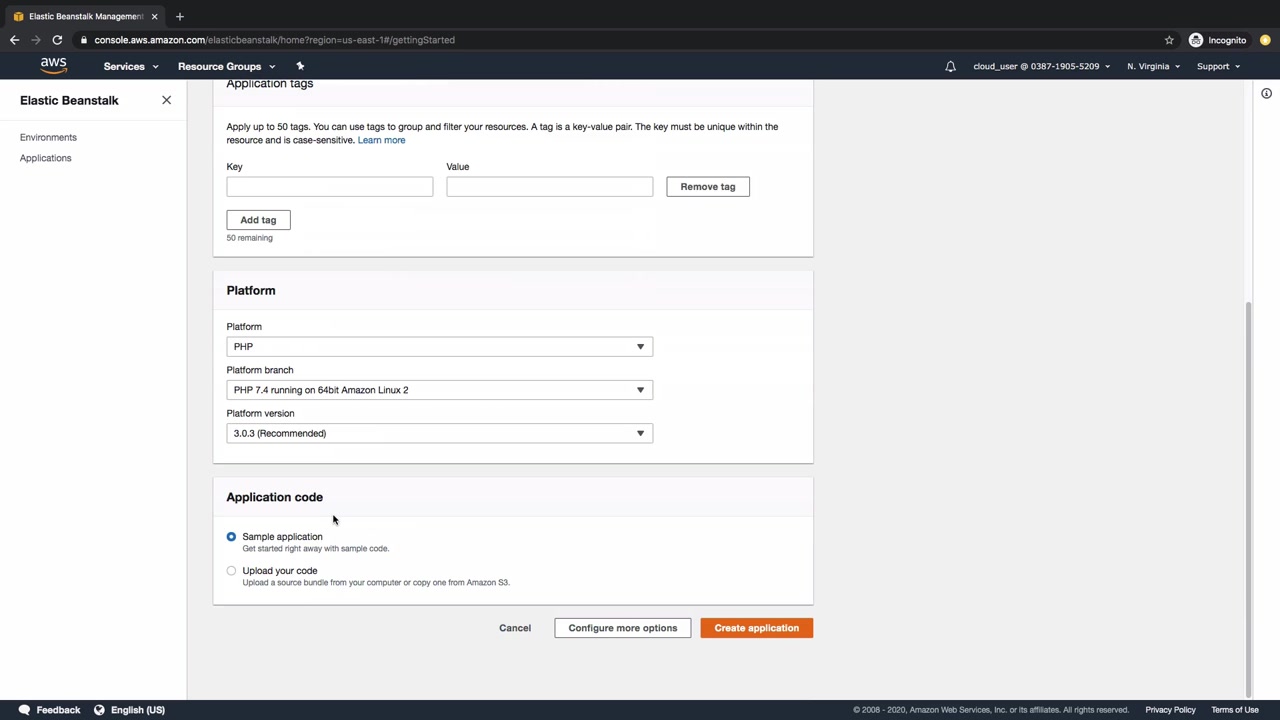 Elastic Beanstalk Management
console.aws.amazon.com/elasticbeanstalk/home?region=us-east-1#/gettingStarted
Incognito
aws
Services
Resource Groups
cloud_user @ 0387-1905-5209
N. Virginia
Support
Elastic Beanstalk
Environments
Applications
Application tags
Apply up to 50 tags. You can use tags to group and filter your resources. A tag is a key-value pair. The key must be unique within the
resource and is case-sensitive. Learn more
Key
Value
Remove tag
Add tag
50 remaining
Platform
Platform
PHP
Platform branch
PHP 7.4 running on 64bit Amazon Linux 2
Platform version
3.0.3 (Recommended)
Application code
Sample application
Get started right away with sample code.
Upload your code
Upload a source bundle from your computer or copy one from Amazon S3.
Cancel
Configure more options
Create application
Feedback
English (US)
© 2008 - 2020, Amazon Web Services, Inc. or its affiliates. All rights reserved.
Privacy Policy
Terms of Use